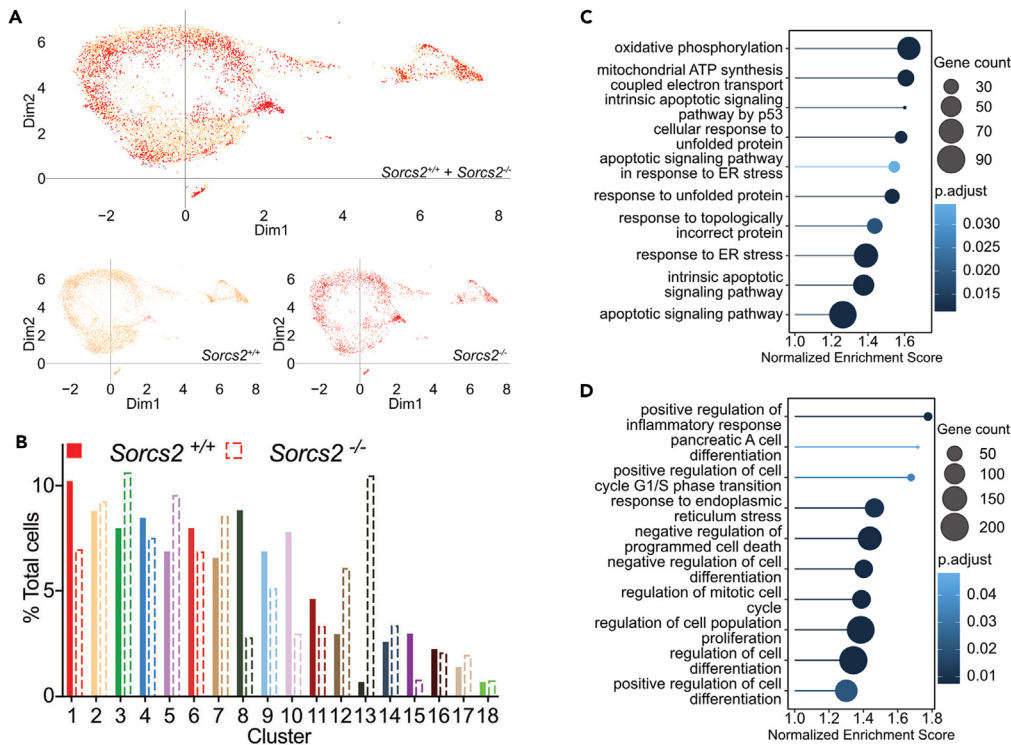 A
6
4
2
0
Dim2
−2
0
2
4
6
8
Dim1
Sorcs2+/+ + Sorcs2-/-
6
4
2
0
Dim2
−2
0
2
4
6
8
Dim1
Sorcs2+/+
6
4
2
0
Dim2
−2
0
2
4
6
8
Dim1
Sorcs2-/-
B
Sorcs2 +/+
Sorcs2 -/-
% Total cells
10
5
0
1 2 3 4 5 6 7 8 9 10 11 12 13 14 15 16 17 18
Cluster
C
oxidative phosphorylation
mitochondrial ATP synthesis
coupled electron transport
intrinsic apoptotic signaling
pathway by p53
cellular response to
unfolded protein
apoptotic signaling pathway
in response to ER stress
response to unfolded protein
response to topologically
incorrect protein
response to ER stress
intrinsic apoptotic
signaling pathway
apoptotic signaling pathway
1.0 1.2 1.4 1.6
Normalized Enrichment Score
Gene count
30
50
70
90
p.adjust
0.030
0.025
0.020
0.015
D
positive regulation of
inflammatory response
pancreatic A cell
differentiation
positive regulation of cell
cycle G1/S phase transition
response to endoplasmic
reticulum stress
negative regulation of
programmed cell death
negative regulation of cell
differentiation
regulation of mitotic cell
cycle
regulation of cell population
proliferation
regulation of cell
differentiation
positive regulation of cell
differentiation
1.0 1.2 1.4 1.6 1.8
Normalized Enrichment Score
Gene count
50
100
150
200
p.adjust
0.04
0.03
0.02
0.01